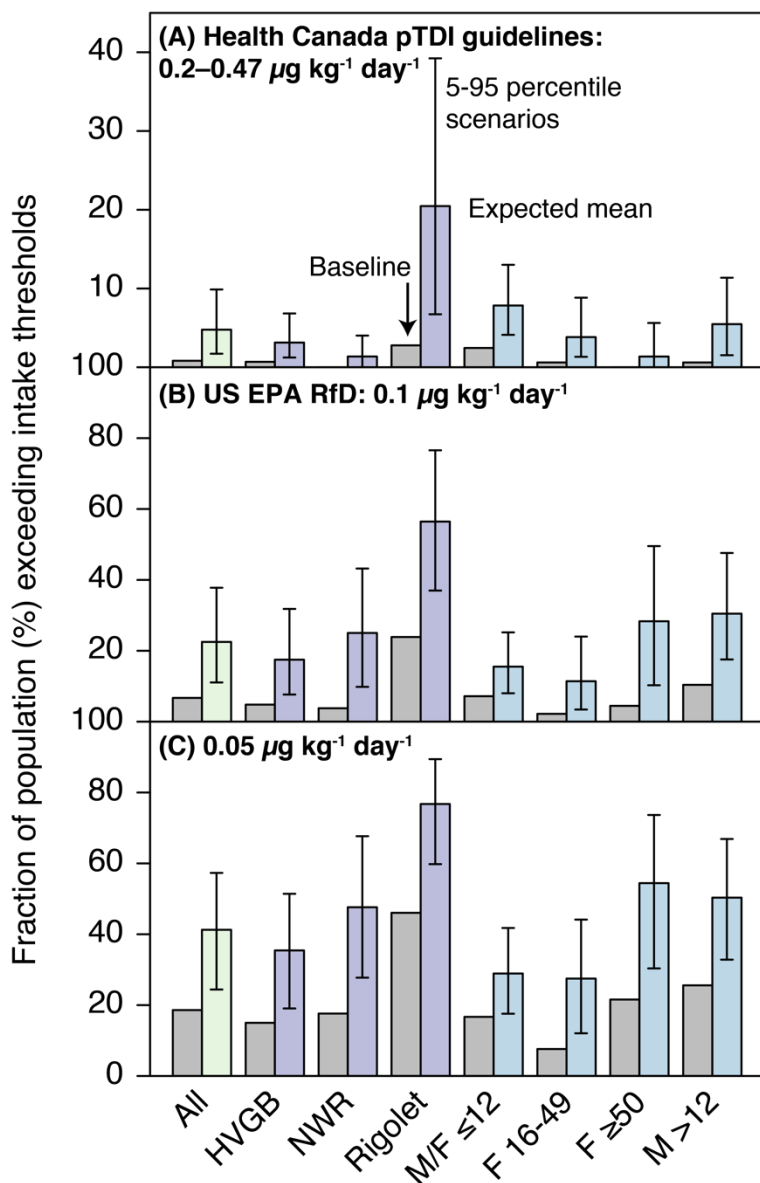 Fraction of population (%) exceeding intake thresholds
(A) Health Canada pTDI guidelines:
0.2–0.47 µg kg⁻¹ day⁻¹
40
30
20
10
5-95 percentile
scenarios
Expected mean
Baseline
100
(B) US EPA RfD: 0.1 µg kg⁻¹ day⁻¹
80
60
40
20
100
(C) 0.05 µg kg⁻¹ day⁻¹
80
60
40
20
0
All
HVGB
NWR
Rigolet
M/F ≤12
F 16-49
F ≥50
M >12